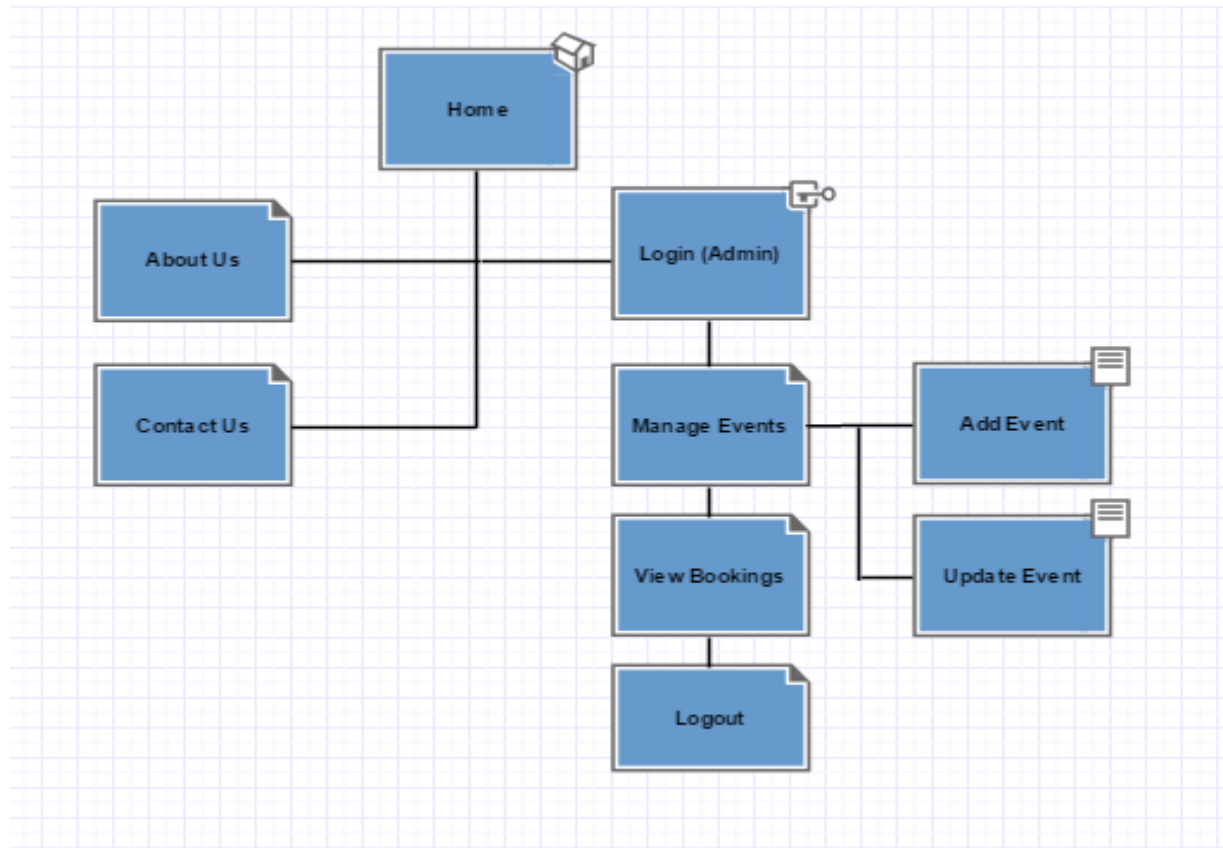 Home
About Us
Login (Admin)
Contact Us
Manage Events
Add Event
View Bookings
Update Event
Logout